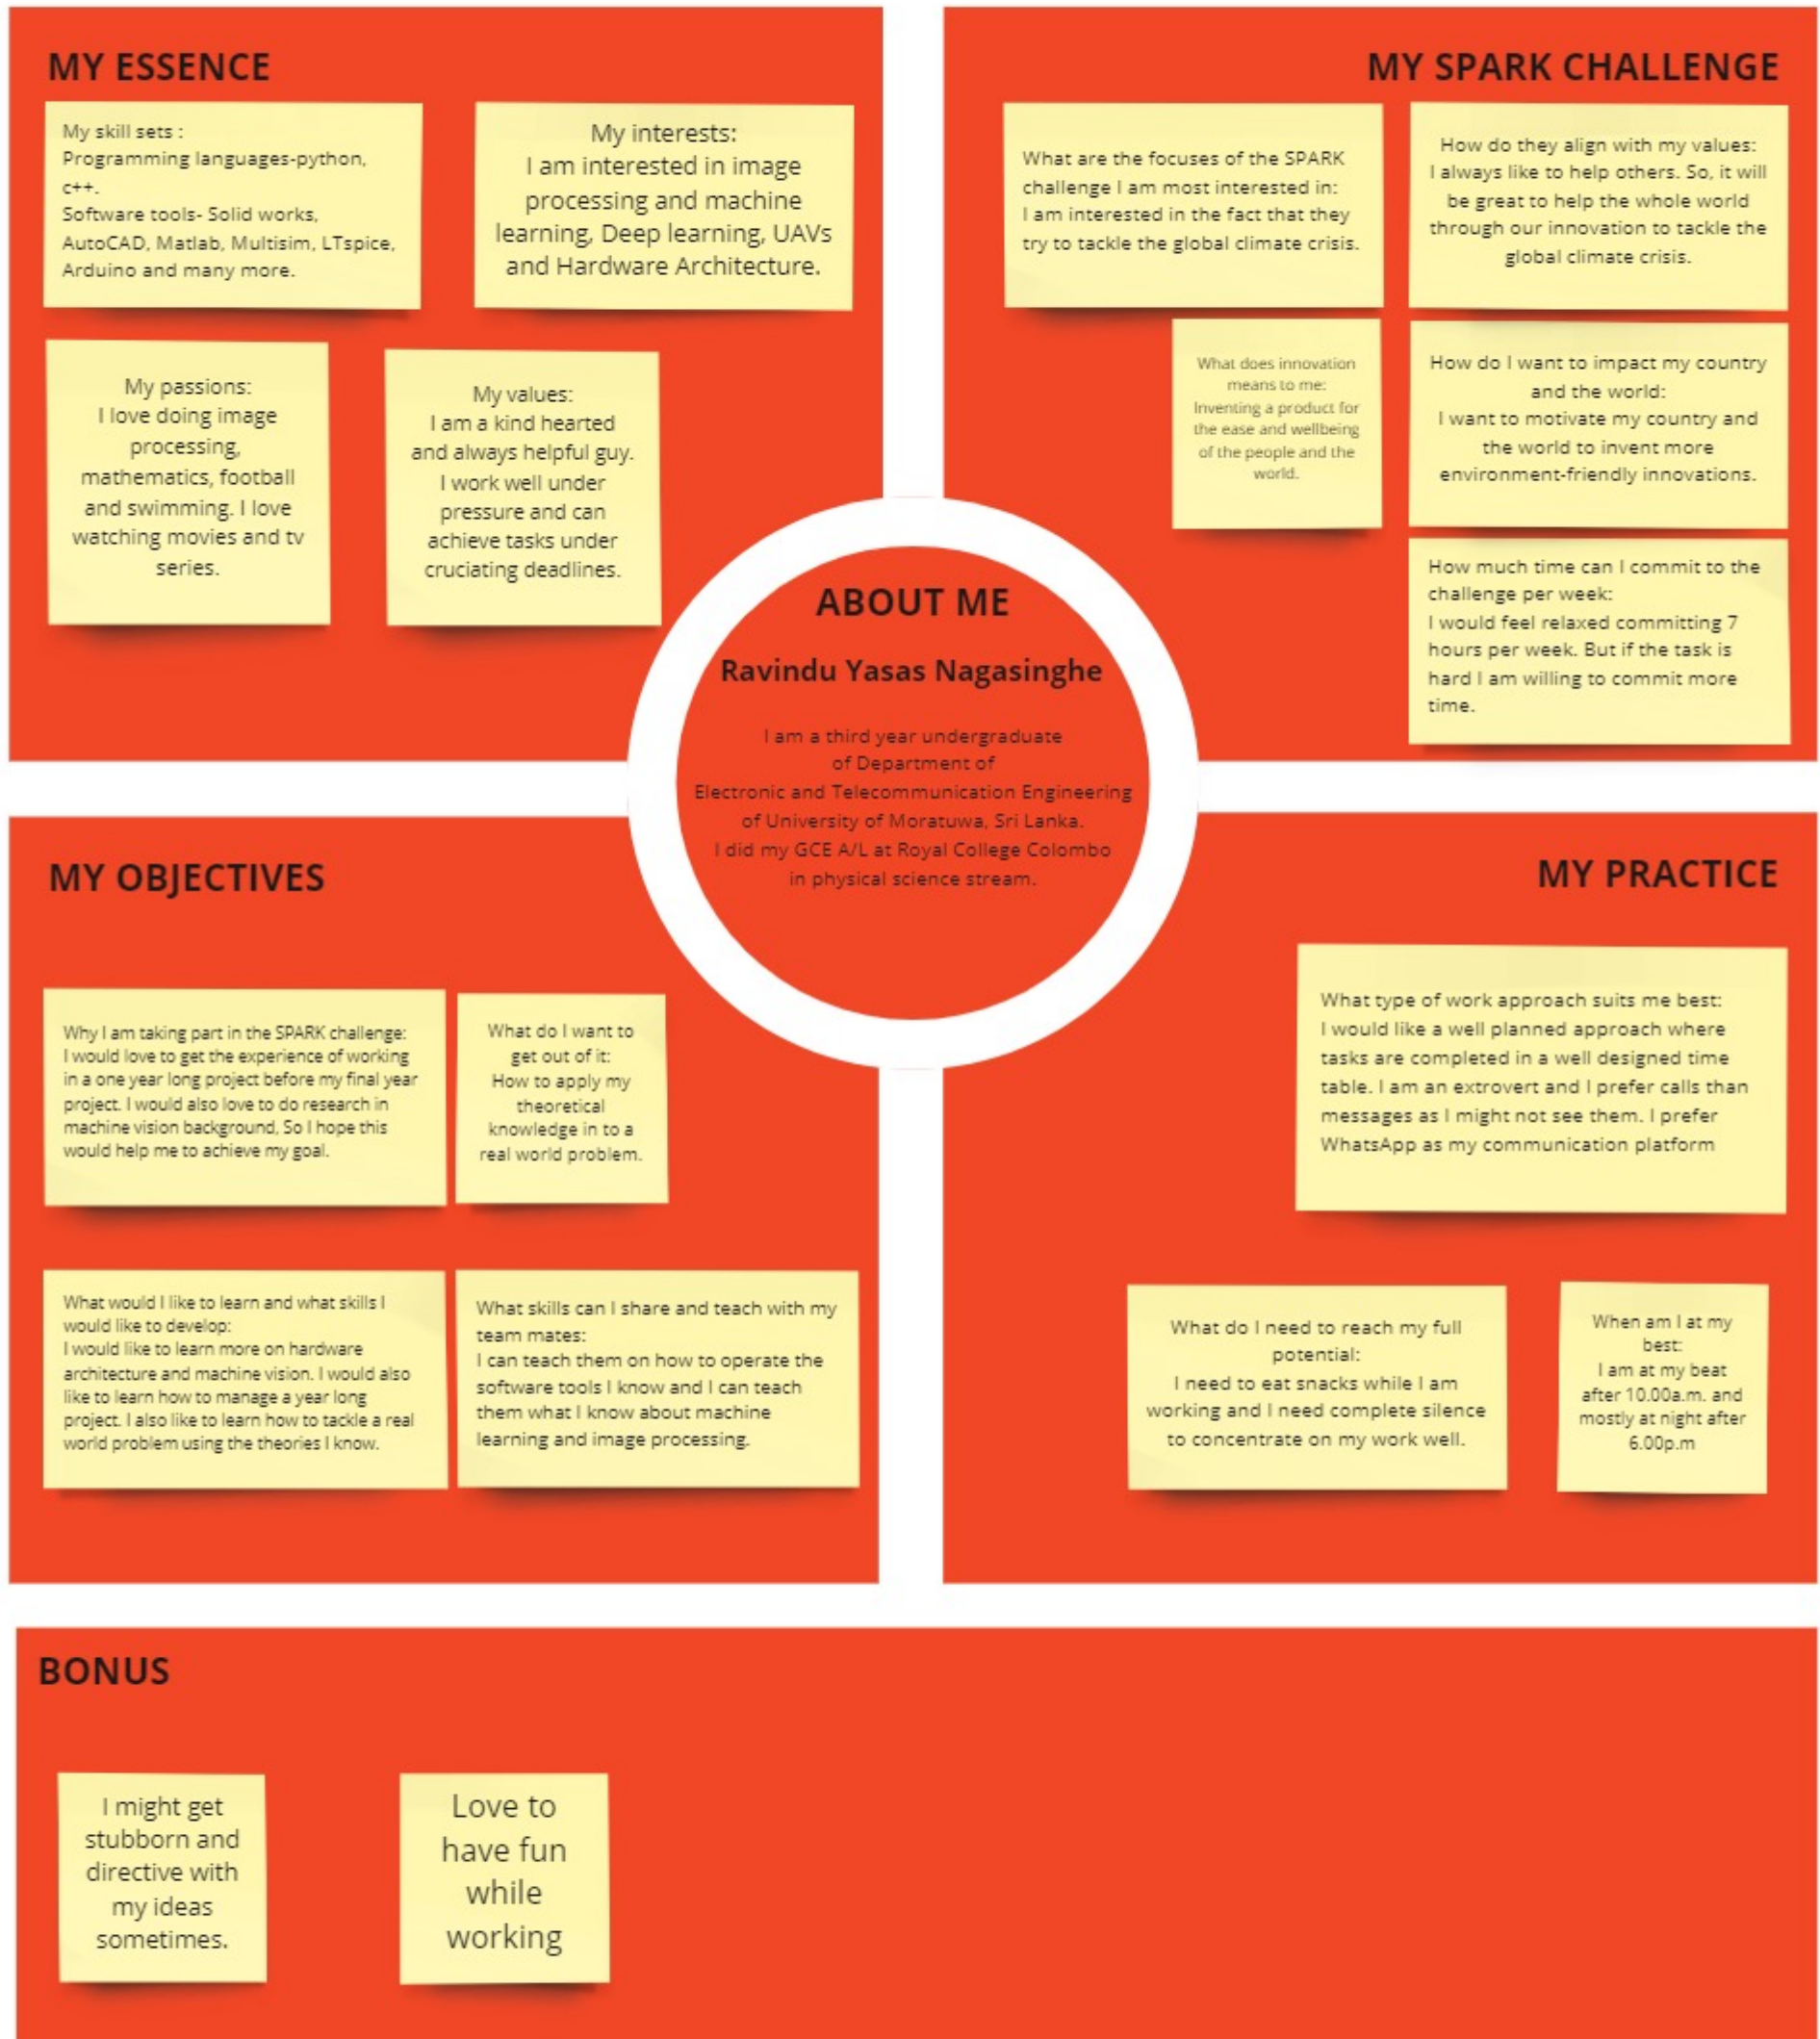 MY ESSENCE
My skill sets :
Programming languages-python,
c++.
Software tools- Solid works,
AutoCAD, Matlab, Multisim, LTspice,
Arduino and many more.
My interests:
I am interested in image
processing and machine
learning, Deep learning, UAVs
and Hardware Architecture.
My passions:
I love doing image
processing,
mathematics, football
and swimming. I love
watching movies and tv
series.
My values:
I am a kind hearted
and always helpful guy.
I work well under
pressure and can
achieve tasks under
cruciating deadlines.
MY SPARK CHALLENGE
What are the focuses of the SPARK
challenge I am most interested in:
I am interested in the fact that they
try to tackle the global climate crisis.
How do they align with my values:
I always like to help others. So, it will
be great to help the whole world
through our innovation to tackle the
global climate crisis.
What does innovation
means to me:
Inventing a product for
the ease and wellbeing
of the people and the
world.
How do I want to impact my country
and the world:
I want to motivate my country and
the world to invent more
environment-friendly innovations.
How much time can I commit to the
challenge per week:
I would feel relaxed committing 7
hours per week. But if the task is
hard I am willing to commit more
time.
ABOUT ME
Ravindu Yasas Nagasinghe
I am a third year undergraduate
of Department of
Electronic and Telecommunication Engineering
of University of Moratuwa, Sri Lanka.
I did my GCE A/L at Royal College Colombo
in physical science stream.
MY OBJECTIVES
Why I am taking part in the SPARK challenge:
I would love to get the experience of working
in a one year long project before my final year
project. I would also love to do research in
machine vision background, So I hope this
would help me to achieve my goal.
What do I want to
get out of it:
How to apply my
theoretical
knowledge in to a
real world problem.
What would I like to learn and what skills I
would like to develop:
I would like to learn more on hardware
architecture and machine vision. I would also
like to learn how to manage a year long
project. I also like to learn how to tackle a real
world problem using the theories I know.
What skills can I share and teach with my
team mates:
I can teach them on how to operate the
software tools I know and I can teach
them what I know about machine
learning and image processing.
MY PRACTICE
What type of work approach suits me best:
I would like a well planned approach where
tasks are completed in a well designed time
table. I am an extrovert and I prefer calls than
messages as I might not see them. I prefer
WhatsApp as my communication platform
What do I need to reach my full
potential:
I need to eat snacks while I am
working and I need complete silence
to concentrate on my work well.
When am I at my
best:
I am at my beat
after 10.00a.m. and
mostly at night after
6.00p.m
BONUS
I might get
stubborn and
directive with
my ideas
sometimes.
Love to
have fun
while
working